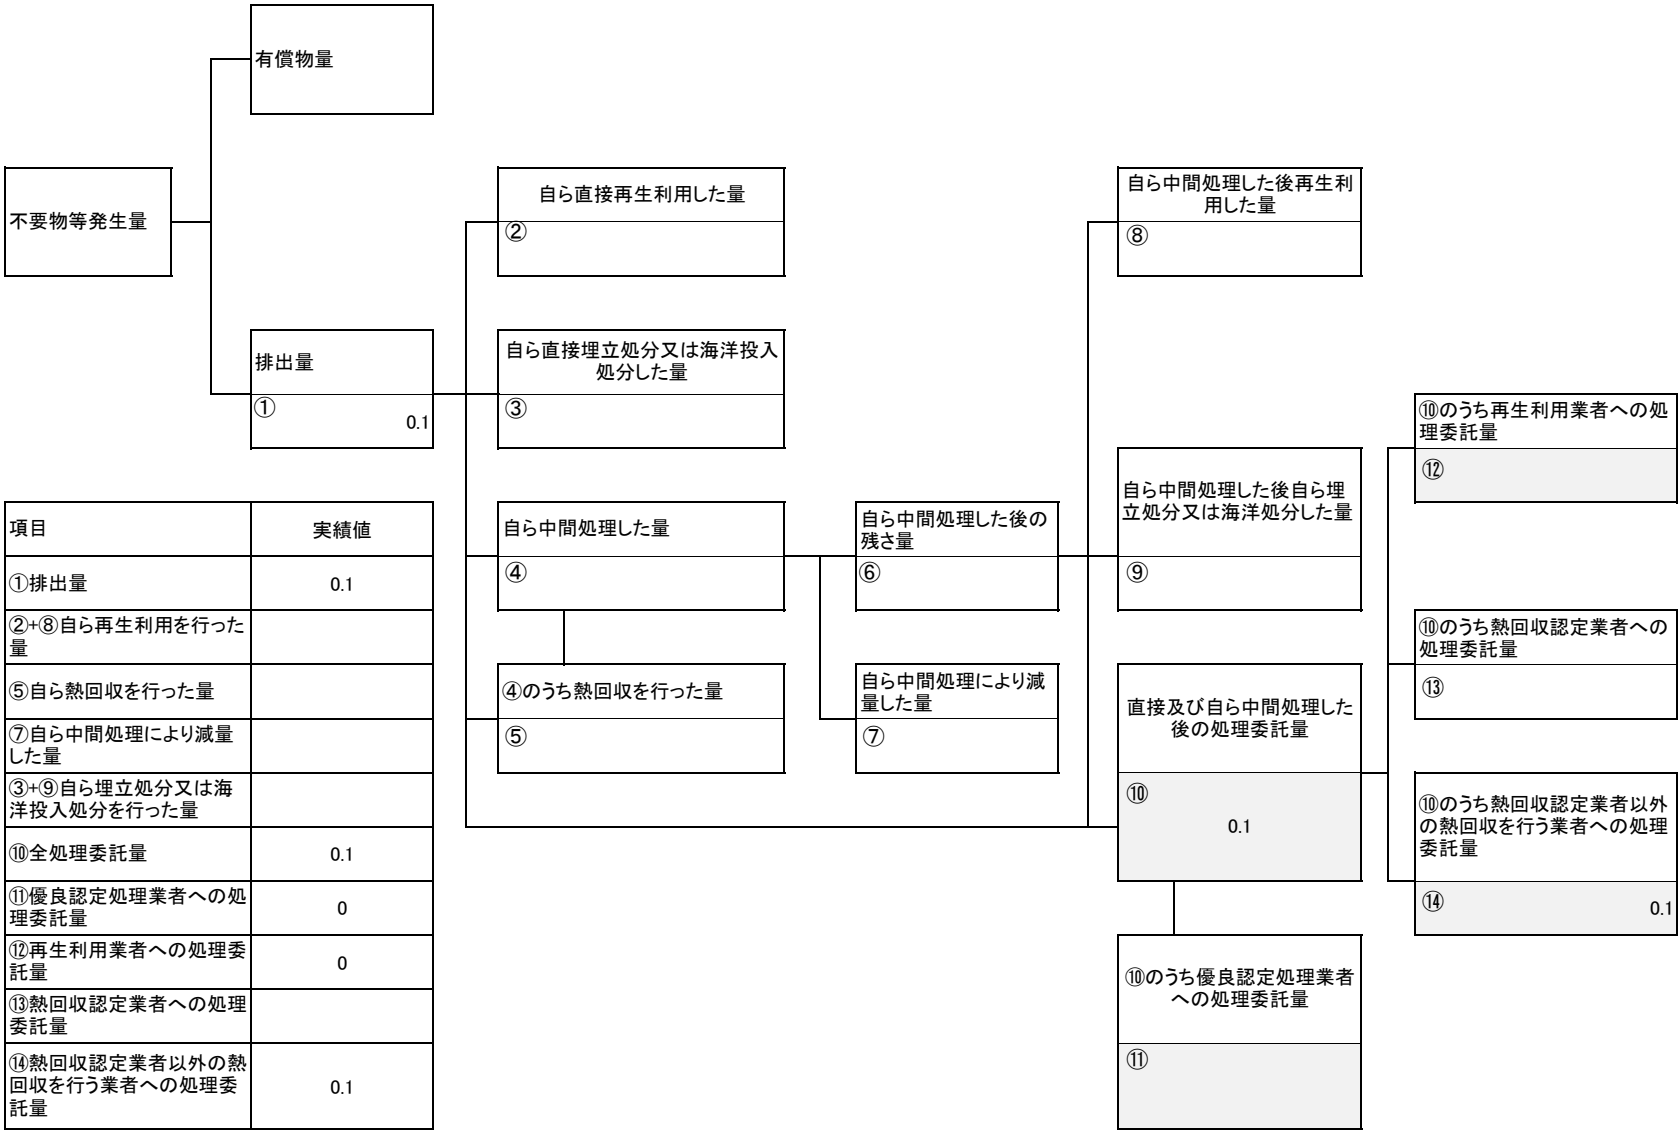 有償物量
不要物等発生量
自ら直接再生利用した量
②
自ら中間処理した後再生利
用した量
⑧
排出量
①
0.1
自ら直接埋立処分又は海洋投入
処分した量
③
⑩のうち再生利用業者への処
理委託量
⑫
自ら中間処理した量
④
自ら中間処理した後の
残さ量
⑥
自ら中間処理した後自ら埋
立処分又は海洋処分した量
⑨
⑩のうち熱回収認定業者への
処理委託量
⑬
④のうち熱回収を行った量
⑤
自ら中間処理により減
量した量
⑦
直接及び自ら中間処理した
後の処理委託量
⑩
0.1
⑩のうち熱回収認定業者以外
の熱回収を行う業者への処理
委託量
⑭
0.1
⑩のうち優良認定処理業者
への処理委託量
⑪
項目
実績値
①排出量
0.1
②+⑧自ら再生利用を行った
量
⑤自ら熱回収を行った量
⑦自ら中間処理により減量
した量
③+⑨自ら埋立処分又は海
洋投入処分を行った量
⑩全処理委託量
0.1
⑪優良認定処理業者への処
理委託量
0
⑫再生利用業者への処理委
託量
0
⑬熱回収認定業者への処理
委託量
⑭熱回収認定業者以外の熱
回収を行う業者への処理委
託量
0.1